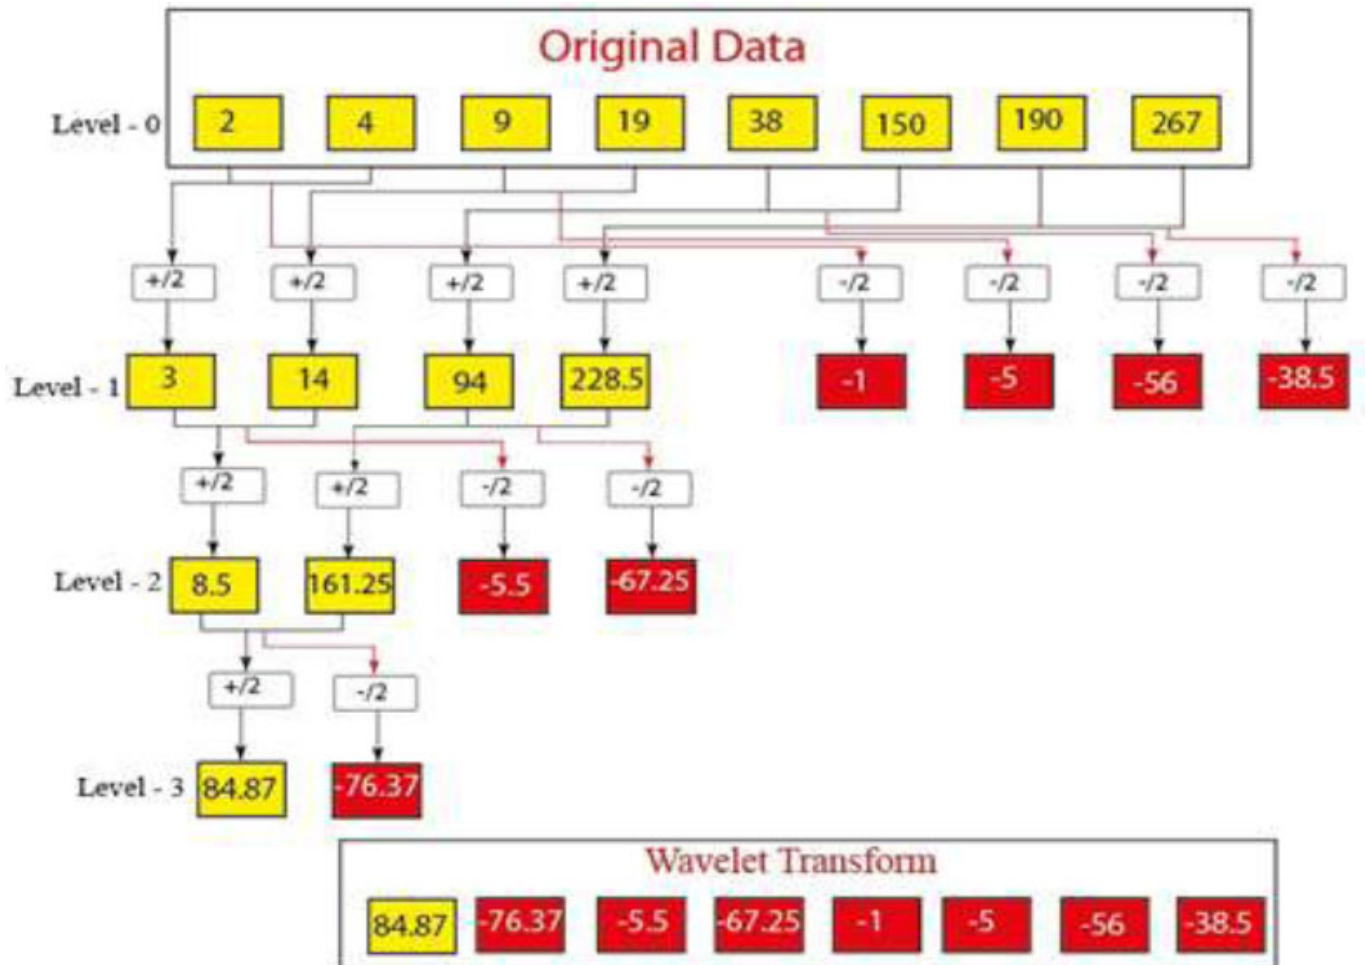 Original Data
Level - 0 2 4 9 19 38 150 190 267
+/2 +/2 +/2 +/2 -/2 -/2 -/2 -/2
Level - 1 3 14 94 228.5 -1 -5 -56 -38.5
+/2 +/2 -/2 -/2
Level - 2 8.5 161.25 -5.5 -67.25
+/2 -/2
Level - 3 84.87 -76.37
Wavelet Transform
84.87 -76.37 -5.5 -67.25 -1 -5 -56 -38.5